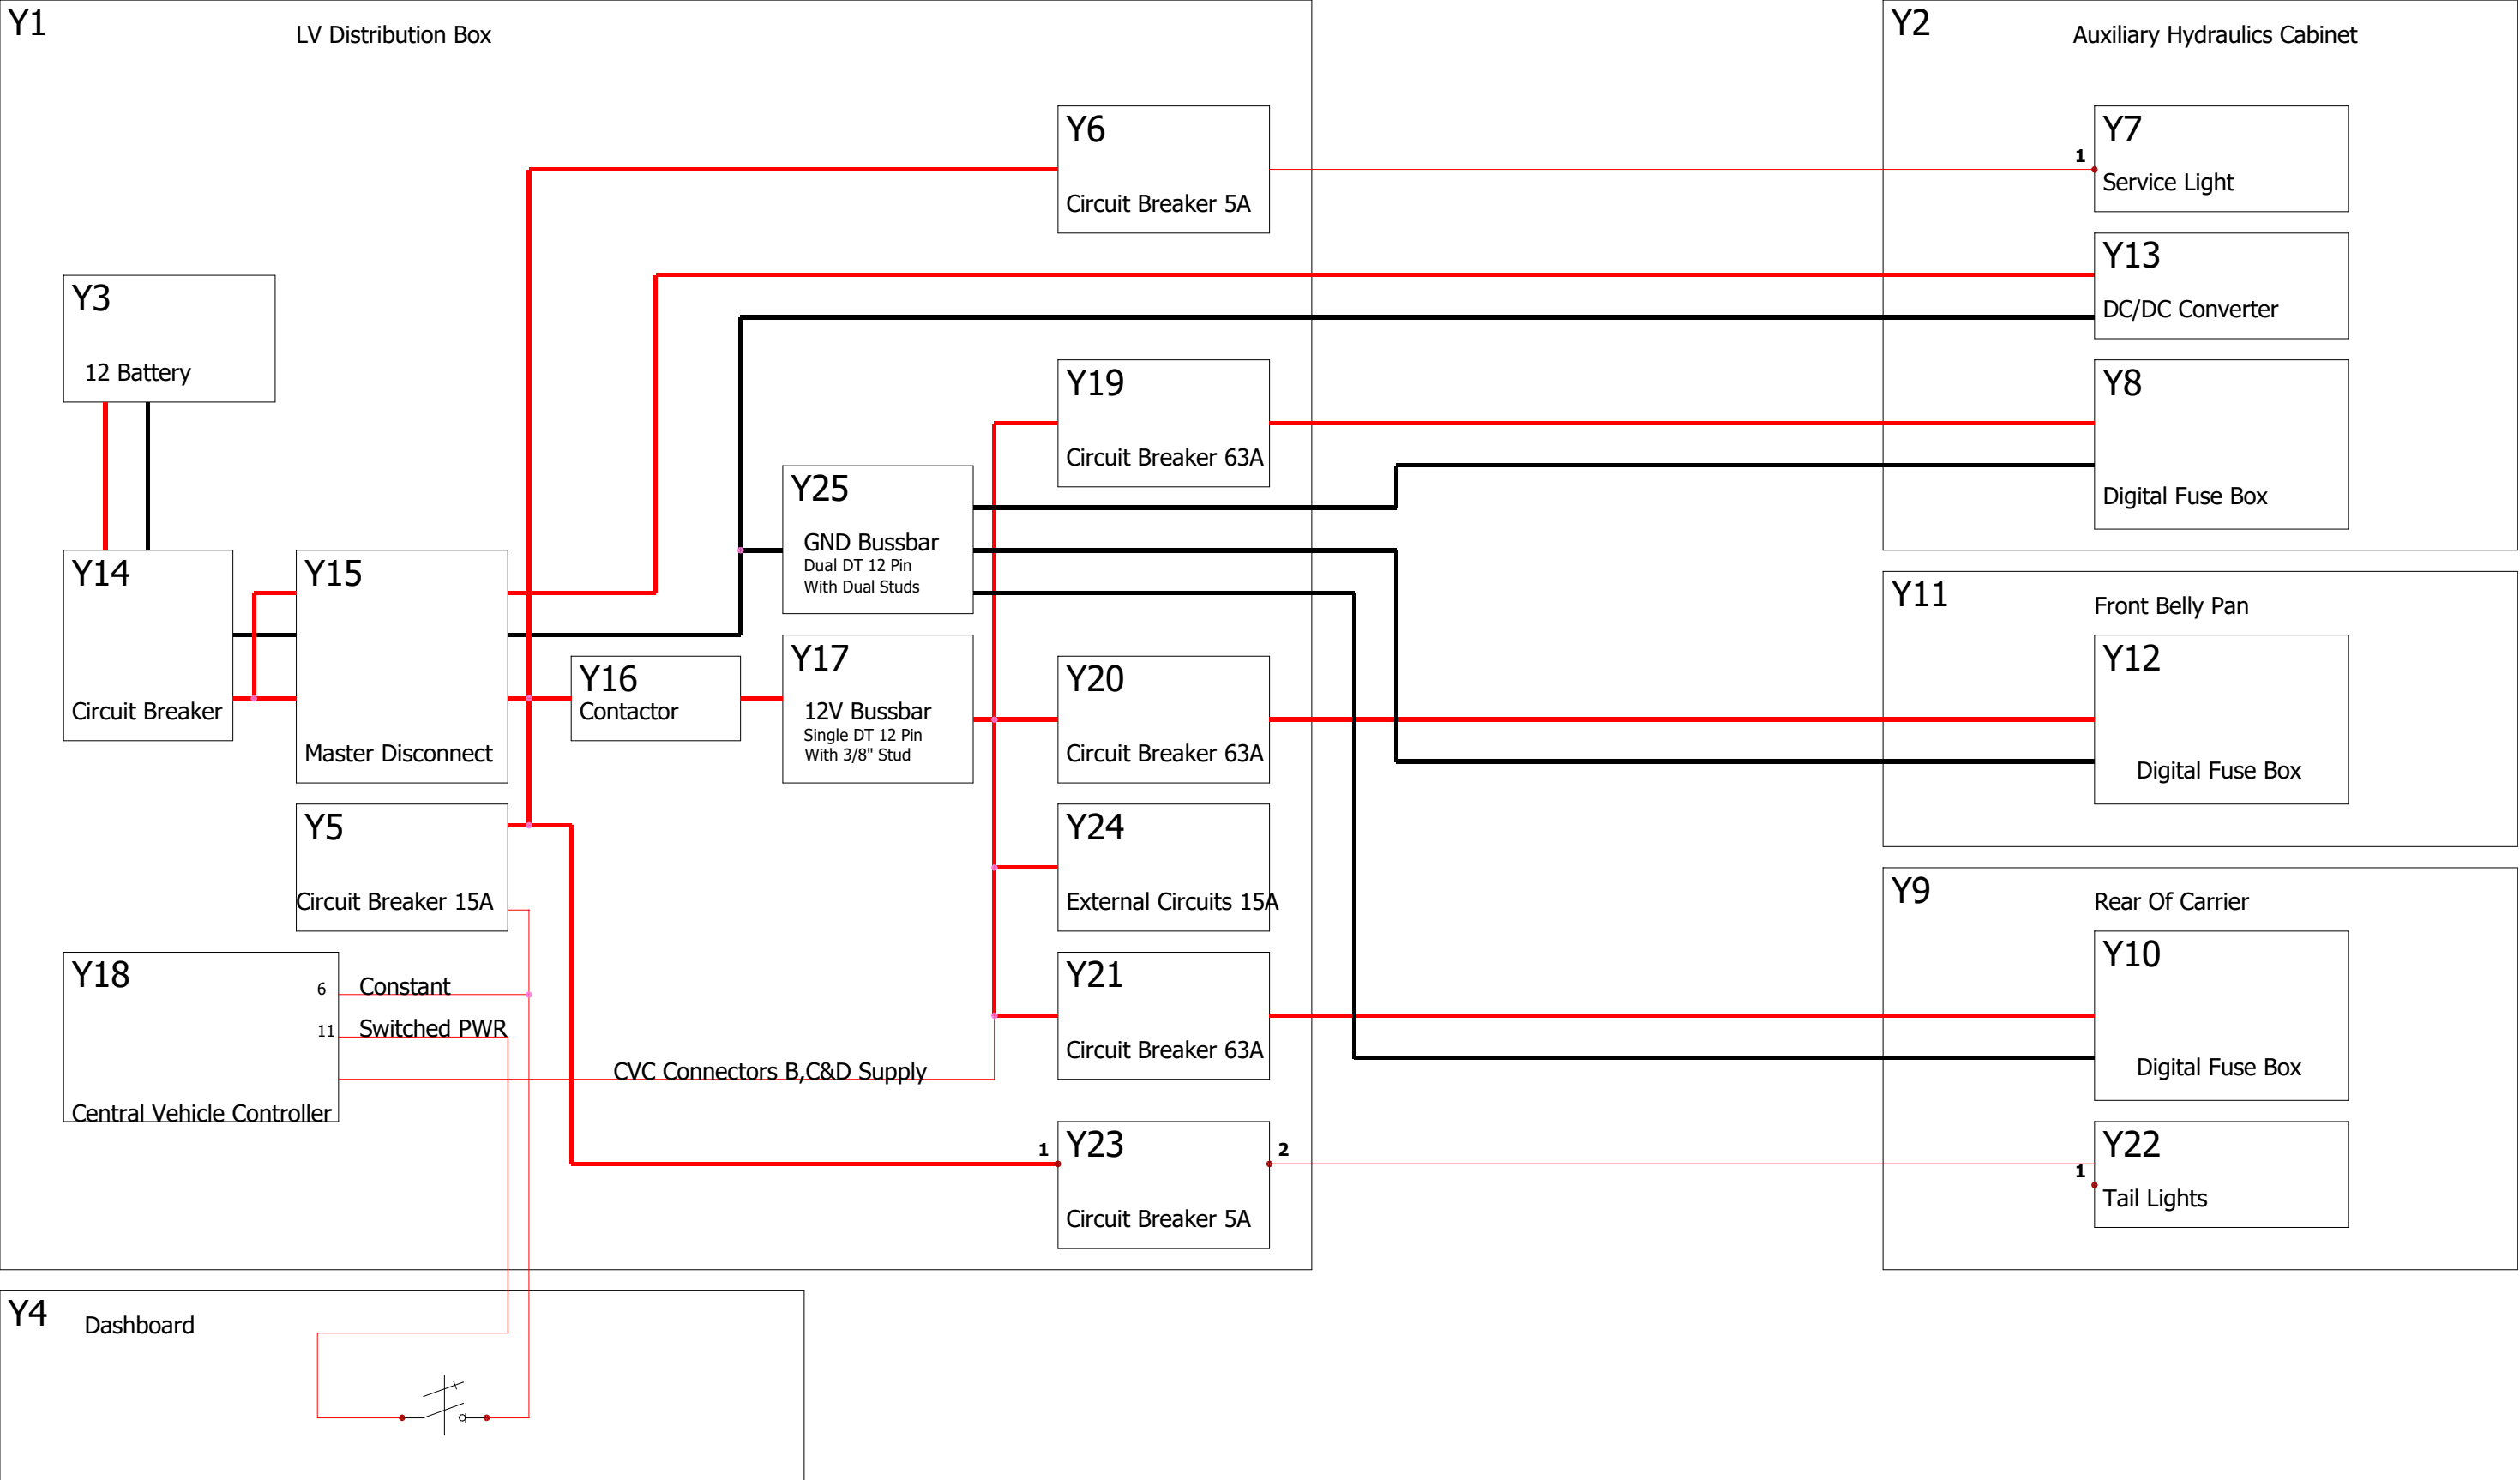 Y1
LV Distribution Box
Y2
Auxiliary Hydraulics Cabinet
Y6
Circuit Breaker 5A
1
Y7
Service Light
Y13
DC/DC Converter
Y3
12 Battery
Y19
Circuit Breaker 63A
Y8
Digital Fuse Box
Y25
GND Bussbar
Dual DT 12 Pin
With Dual Studs
Y14
Circuit Breaker
Y15
Master Disconnect
Y16
Contactor
Y17
12V Bussbar
Single DT 12 Pin
With 3/8" Stud
Y20
Circuit Breaker 63A
Y11
Front Belly Pan
Y12
Digital Fuse Box
Y5
Circuit Breaker 15A
Y24
External Circuits 15A
Y9
Rear Of Carrier
Y10
Digital Fuse Box
Y18
6
Constant
11
Switched PWR
Central Vehicle Controller
CVC Connectors B,C&D Supply
Y21
Circuit Breaker 63A
1
Y23
2
Circuit Breaker 5A
1
Y22
Tail Lights
Y4
Dashboard